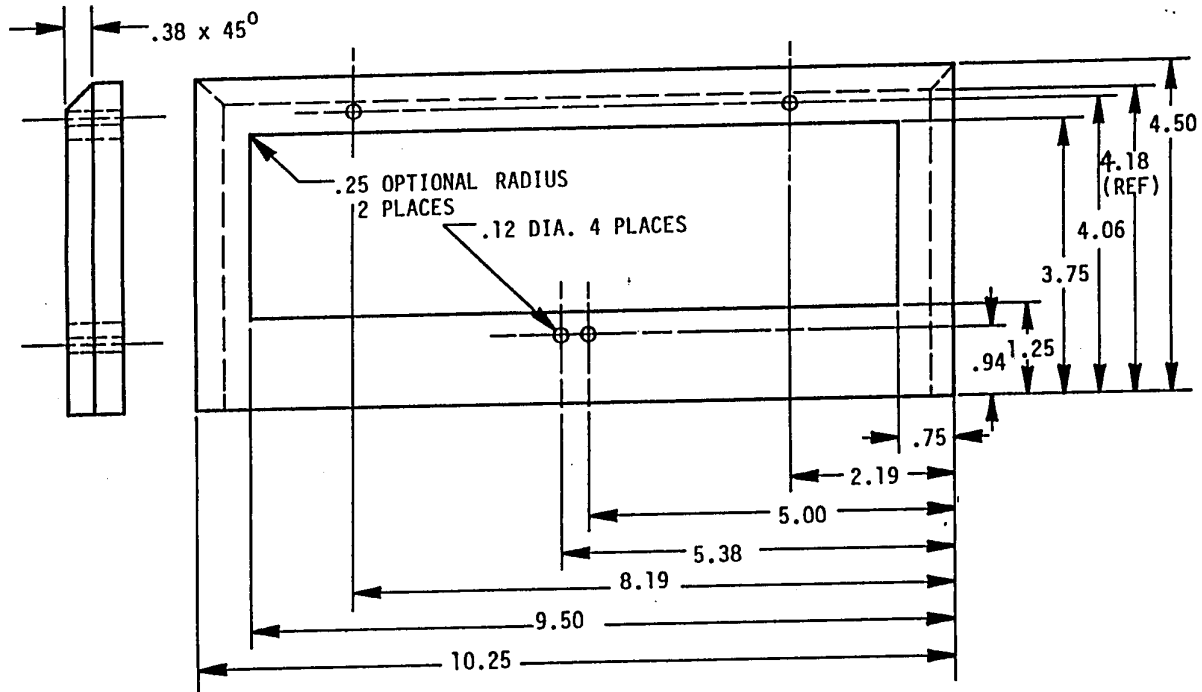 .38 x 45⁰
4.50
4.18
(REF)
.25 OPTIONAL RADIUS
2 PLACES
.12 DIA. 4 PLACES
4.06
3.75
.94
1.25
.75
2.19
5.00
5.38
8.19
9.50
10.25